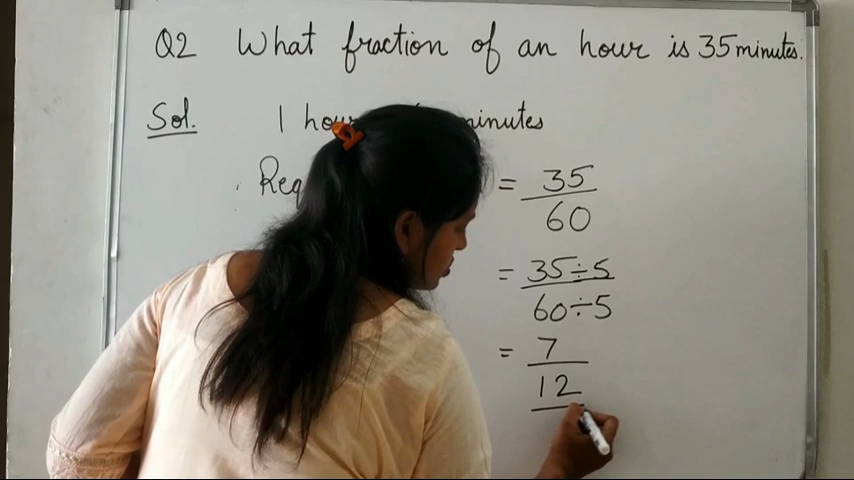 Q2 What fraction of an hour is 35 minutes.
Sol. 1 hour minutes
Req = 35/60
= 35÷5/60÷5
= 7/12